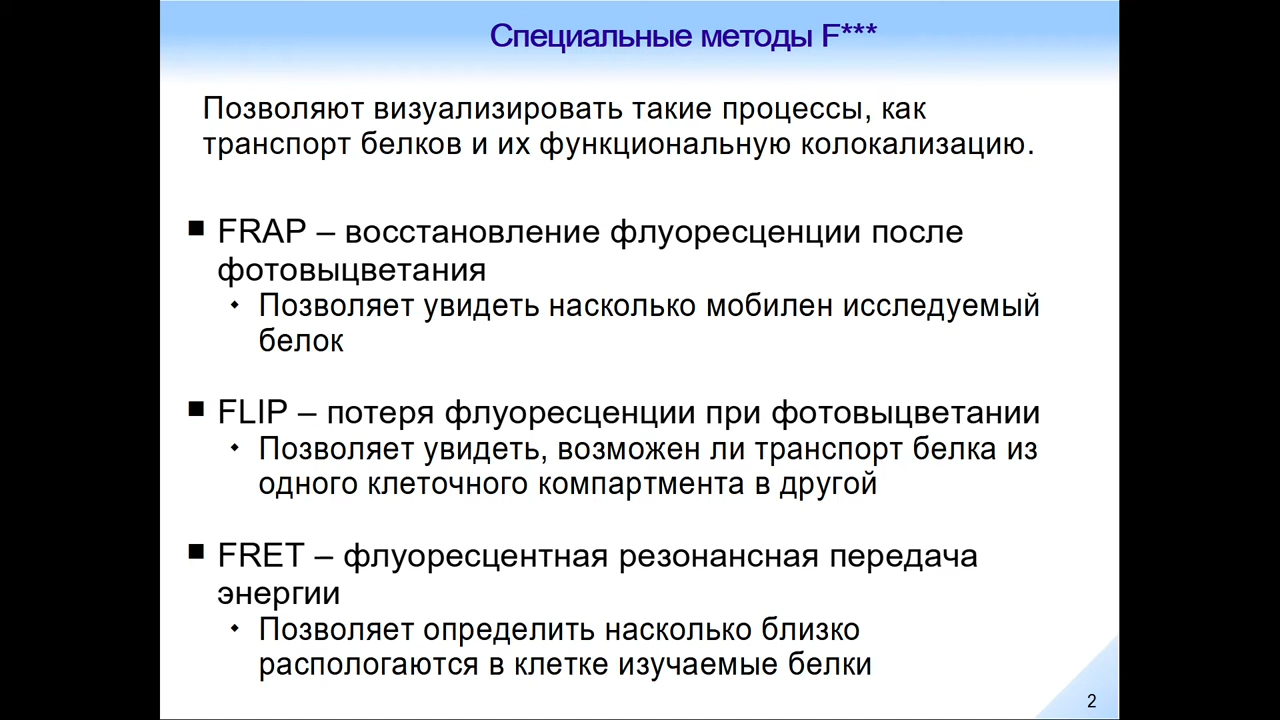 Специальные методы F***
Позволяют визуализировать такие процессы, как
транспорт белков и их функциональную колокализацию.
FRAP – восстановление флуоресценции после
фотовыцветания
Позволяет увидеть насколько мобилен исследуемый
белок
FLIP – потеря флуоресценции при фотовыцветании
Позволяет увидеть, возможен ли транспорт белка из
одного клеточного компартмента в другой
FRET – флуоресцентная резонансная передача
энергии
Позволяет определить насколько близко
распологаются в клетке изучаемые белки
2